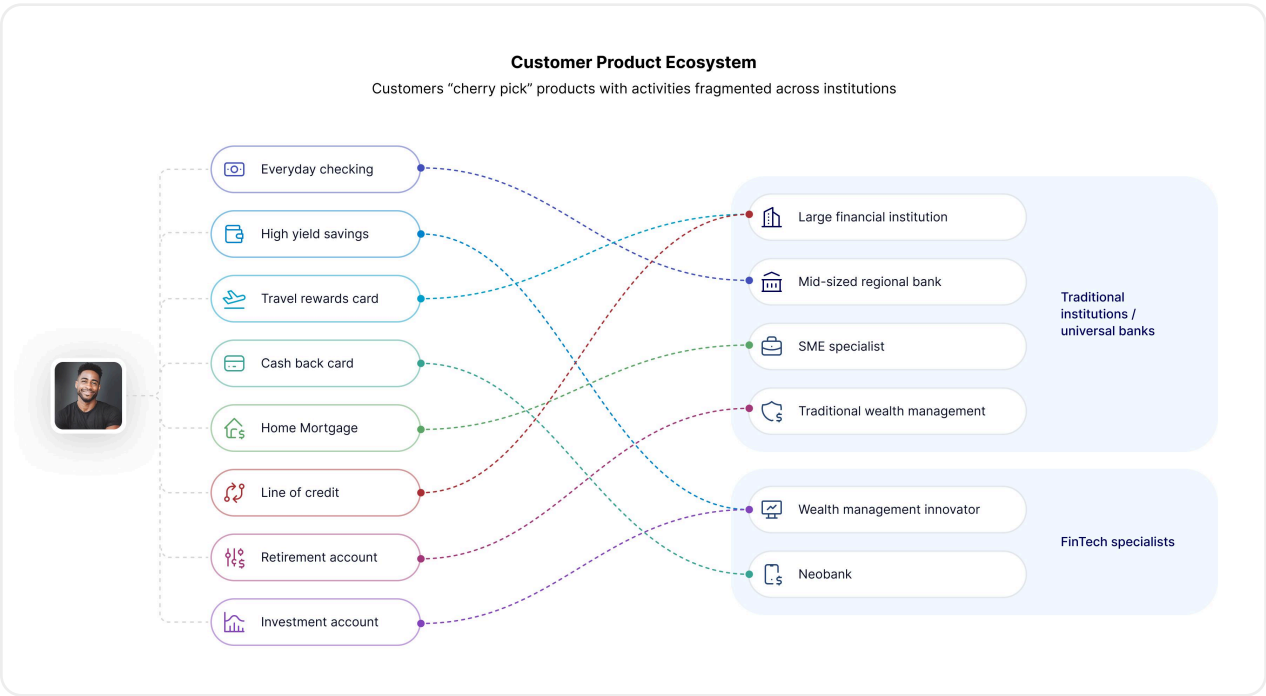 Customer Product Ecosystem
Customers “cherry pick” products with activities fragmented across institutions
Everyday checking
High yield savings
Travel rewards card
Cash back card
Home Mortgage
Line of credit
Retirement account
Investment account
Large financial institution
Mid-sized regional bank
SME specialist
Traditional wealth management
Traditional
institutions /
universal banks
Wealth management innovator
Neobank
FinTech specialists